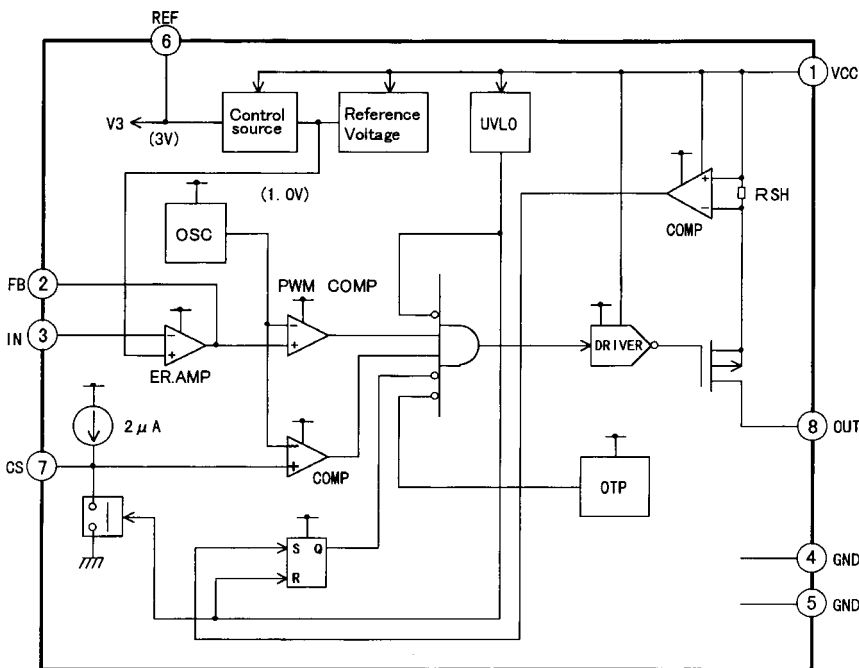 REF
6
1 VCC
V3
(3V)
Control source
Reference Voltage
UVLO
(1.0V)
+
-
COMP
RSH
OSC
FB 2
PWM COMP
-
+
IN 3
-
+
ER.AMP
DRIVER
2μA
8 OUT
CS 7
-
+
COMP
OTP
S Q
R
4 GND
5 GND